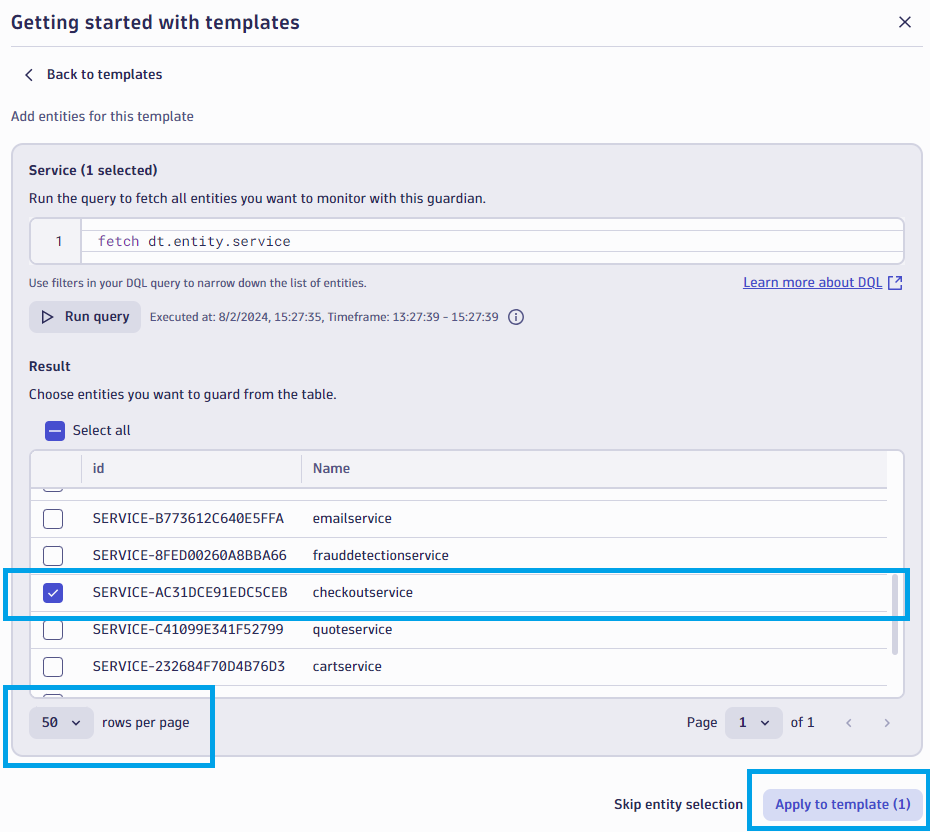 Getting started with templates
Back to templates
Add entities for this template
Service (1 selected)
Run the query to fetch all entities you want to monitor with this guardian.
1 fetch dt.entity.service
Use filters in your DQL query to narrow down the list of entities. Learn more about DQL
Run query Executed at: 8/2/2024, 15:27:35, Timeframe: 13:27:39 - 15:27:39
Result
Choose entities you want to guard from the table.
Select all
id Name
SERVICE-B773612C640E5FFA emailservice
SERVICE-8FED00260A8BBA66 frauddetectionservice
SERVICE-AC31DCE91EDC5CEB checkoutservice
SERVICE-C41099E341F52799 quoteservice
SERVICE-232684F70D4B76D3 cartservice
50 rows per page Page 1 of 1
Skip entity selection Apply to template (1)